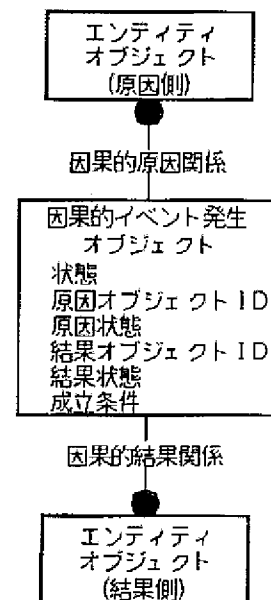 エンティティ
オブジェクト
(原因側)
因果的原因関係
因果的イベント発生
オブジェクト
状態
原因オブジェクトID
原因状態
結果オブジェクトID
結果状態
成立条件
因果的結果関係
エンティティ
オブジェクト
(結果側)